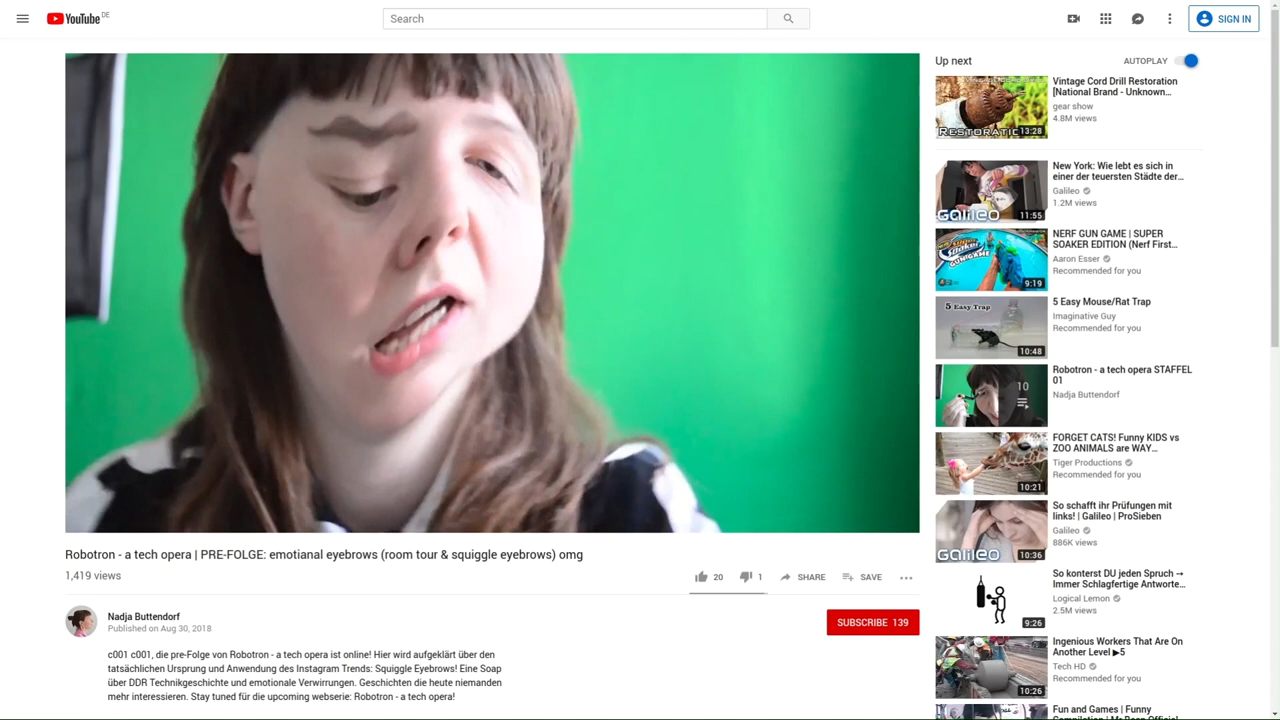 YouTube DE
Search
SIGN IN
Robotron - a tech opera | PRE-FOLGE: emotianal eyebrows (room tour & squiggle eyebrows) omg
1,419 views
20
1
SHARE
SAVE
Nadja Buttendorf
Published on Aug 30, 2018
SUBSCRIBE 139
c001 c001, die pre-Folge von Robotron - a tech opera ist online! Hier wird aufgeklärt über den
tatsächlichen Ursprung und Anwendung des Instagram Trends: Squiggle Eyebrows! Eine Soap
über DDR Technikgeschichte und emotionale Verwirrungen. Geschichten die heute niemanden
mehr interessieren. Stay tuned für die upcoming webserie: Robotron - a tech opera!
Up next
AUTOPLAY
RESTORATIO
13:28
Vintage Cord Drill Restoration
[National Brand - Unknown...
gear show
4.8M views
GALILEO
11:55
New York: Wie lebt es sich in
einer der teuersten Städte der...
Galileo
1.2M views
SUPER
SOAKER
GUN GAME
9:19
NERF GUN GAME | SUPER
SOAKER EDITION (Nerf First...
Aaron Esser
Recommended for you
5 Easy Trap
10:48
5 Easy Mouse/Rat Trap
Imaginative Guy
Recommended for you
10
Robotron - a tech opera STAFFEL
01
Nadja Buttendorf
10:21
FORGET CATS! Funny KIDS vs
ZOO ANIMALS are WAY...
Tiger Productions
Recommended for you
GALILEO
10:36
So schafft ihr Prüfungen mit
links! | Galileo | ProSieben
Galileo
886K views
9:26
So konterst DU jeden Spruch →
Immer Schlagfertige Antworte...
Logical Lemon
2.5M views
10:26
Ingenious Workers That Are On
Another Level ▶5
Tech HD
Recommended for you
Fun and Games | Funny